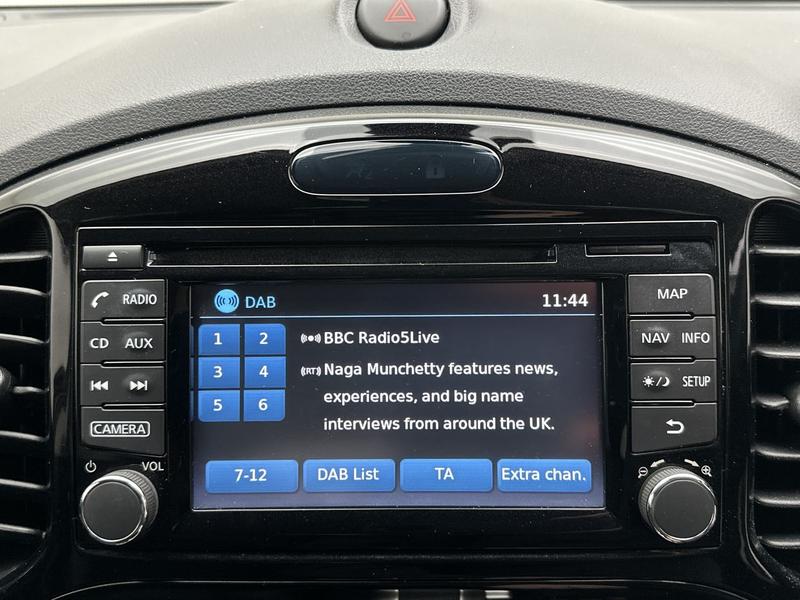 DAB
11:44
RADIO
CD AUX
CAMERA
VOL
1 2
3 4
5 6
BBC Radio5Live
RT Naga Munchetty features news,
experiences, and big name
interviews from around the UK.
7-12
DAB List
TA
Extra chan.
MAP
NAV INFO
SETUP